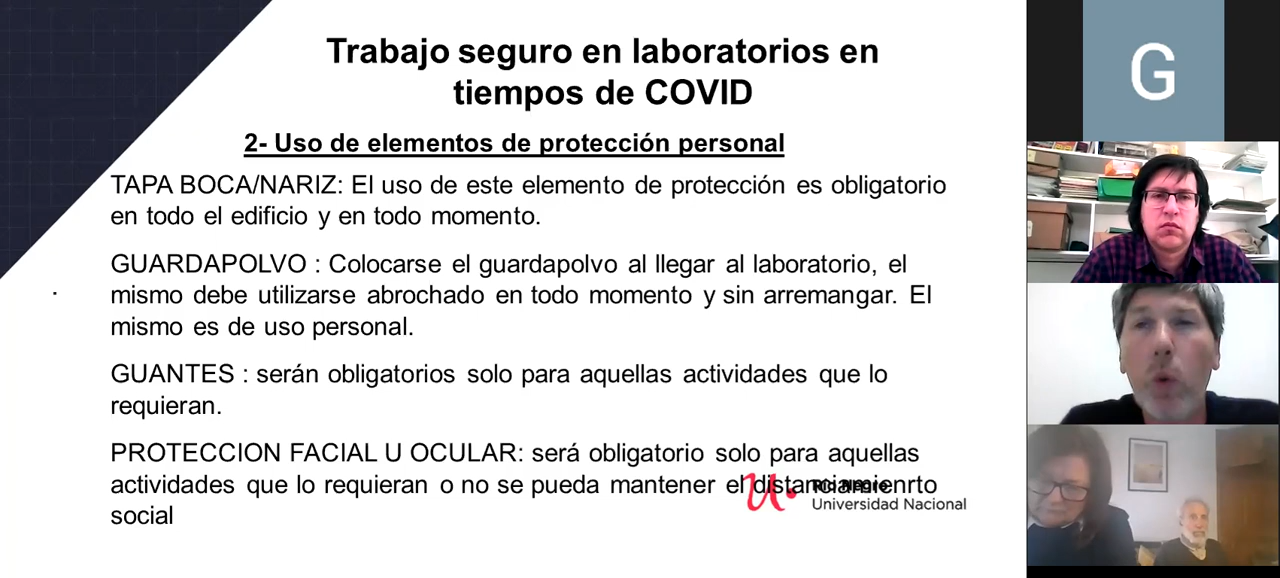 Trabajo seguro en laboratorios en
tiempos de COVID
2- Uso de elementos de protección personal
TAPA BOCA/NARIZ: El uso de este elemento de protección es obligatorio
en todo el edificio y en todo momento.
GUARDAPOLVO : Colocarse el guardapolvo al llegar al laboratorio, el
mismo debe utilizarse abrochado en todo momento y sin arremangar. El
mismo es de uso personal.
GUANTES : serán obligatorios solo para aquellas actividades que lo
requieran.
PROTECCION FACIAL U OCULAR: será obligatorio solo para aquellas
actividades que lo requieran o no se pueda mantener el distanciamienrto
social
Río Negro
Universidad Nacional
G